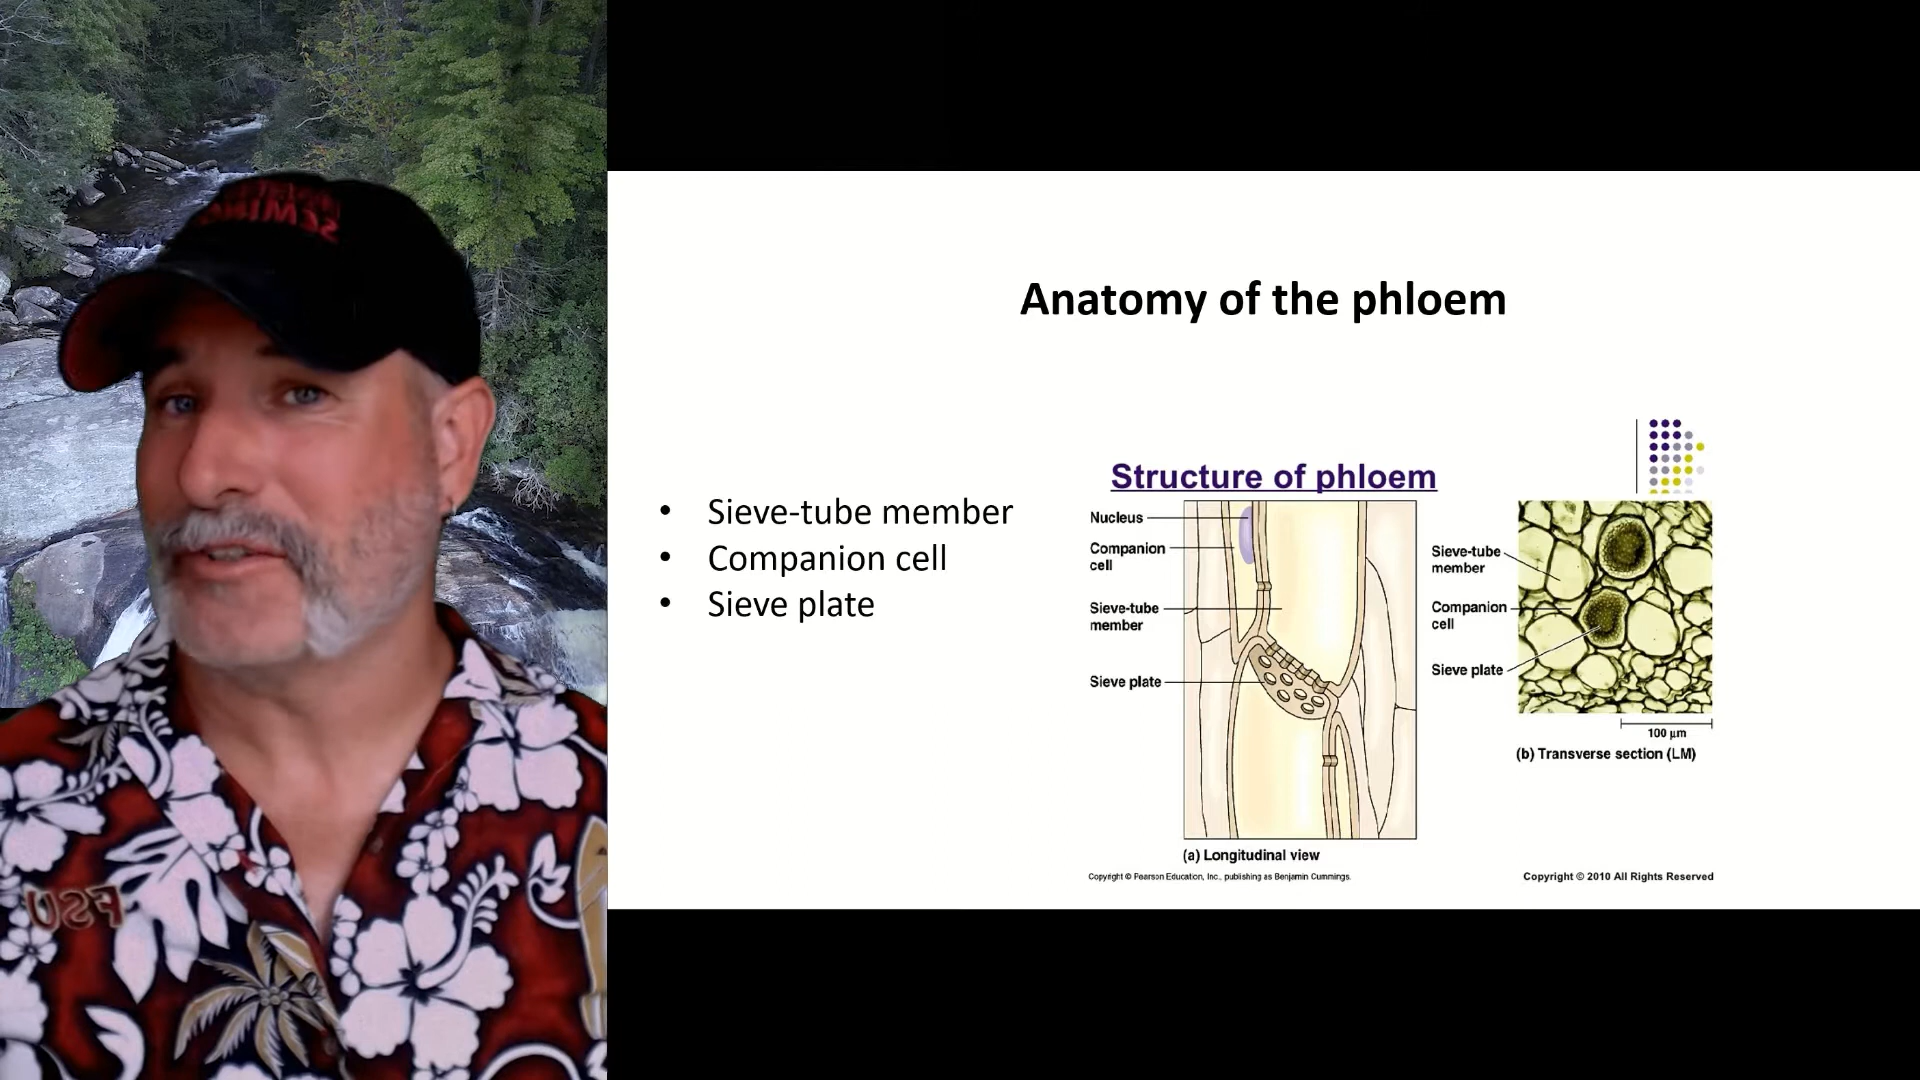 SEMINO
FSU
Anatomy of the phloem
• Sieve-tube member
• Companion cell
• Sieve plate
Structure of phloem
Nucleus
Companion
cell
Sieve-tube
member
Sieve plate
(a) Longitudinal view
Copyright © Pearson Education, Inc., publishing as Benjamin Cummings.
Sieve-tube
member
Companion
cell
Sieve plate
100 µm
(b) Transverse section (LM)
Copyright © 2010 All Rights Reserved